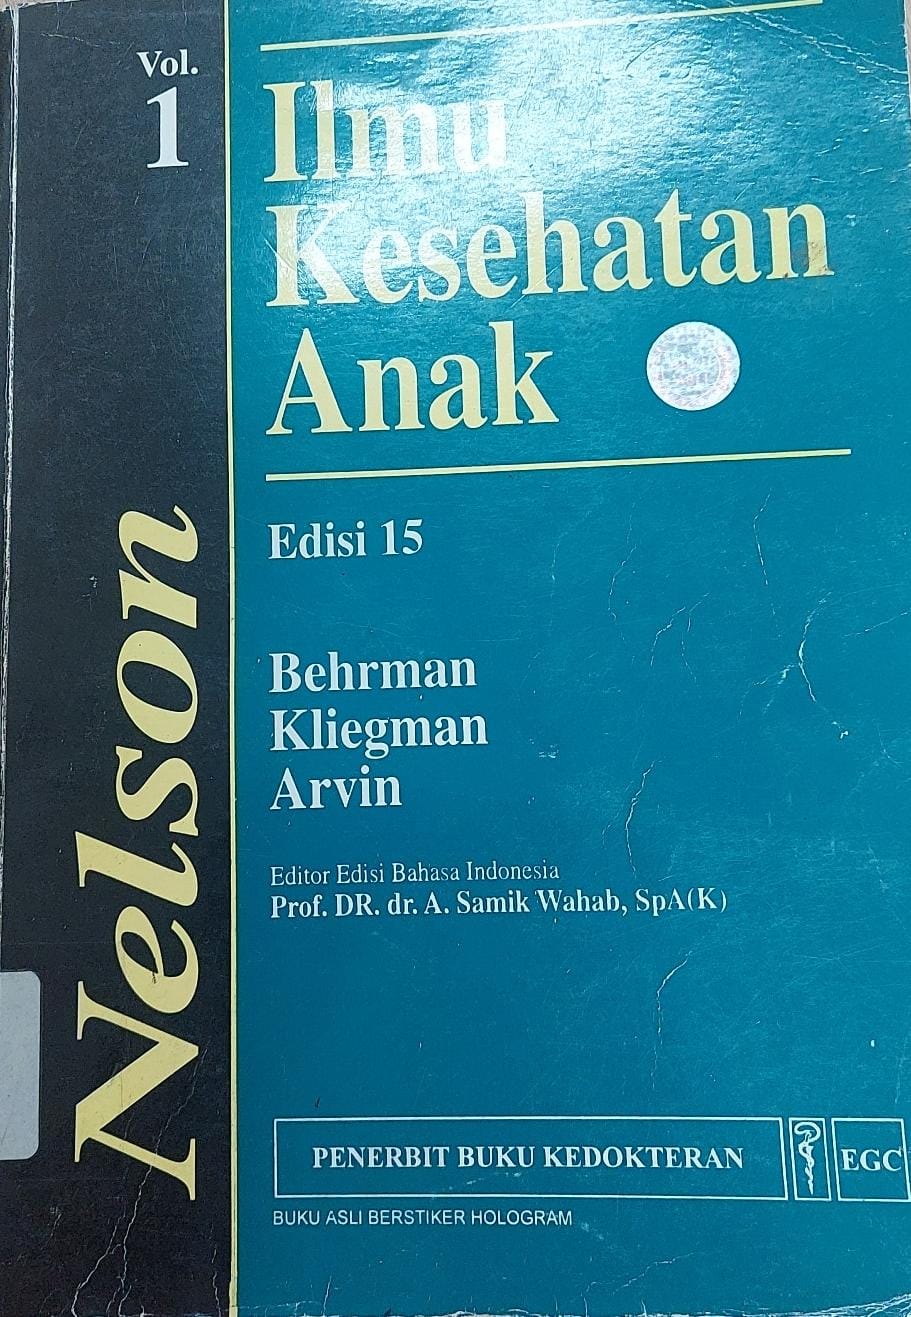 Vol.
1
Ilmu
Kesehatan
Anak
Nelson
Edisi 15
Behrman
Kliegman
Arvin
Editor Edisi Bahasa Indonesia
Prof. DR. dr. A. Samik Wahab, SpA(K)
PENERBIT BUKU KEDOKTERAN
EGC
BUKU ASLI BERSTIKER HOLOGRAM